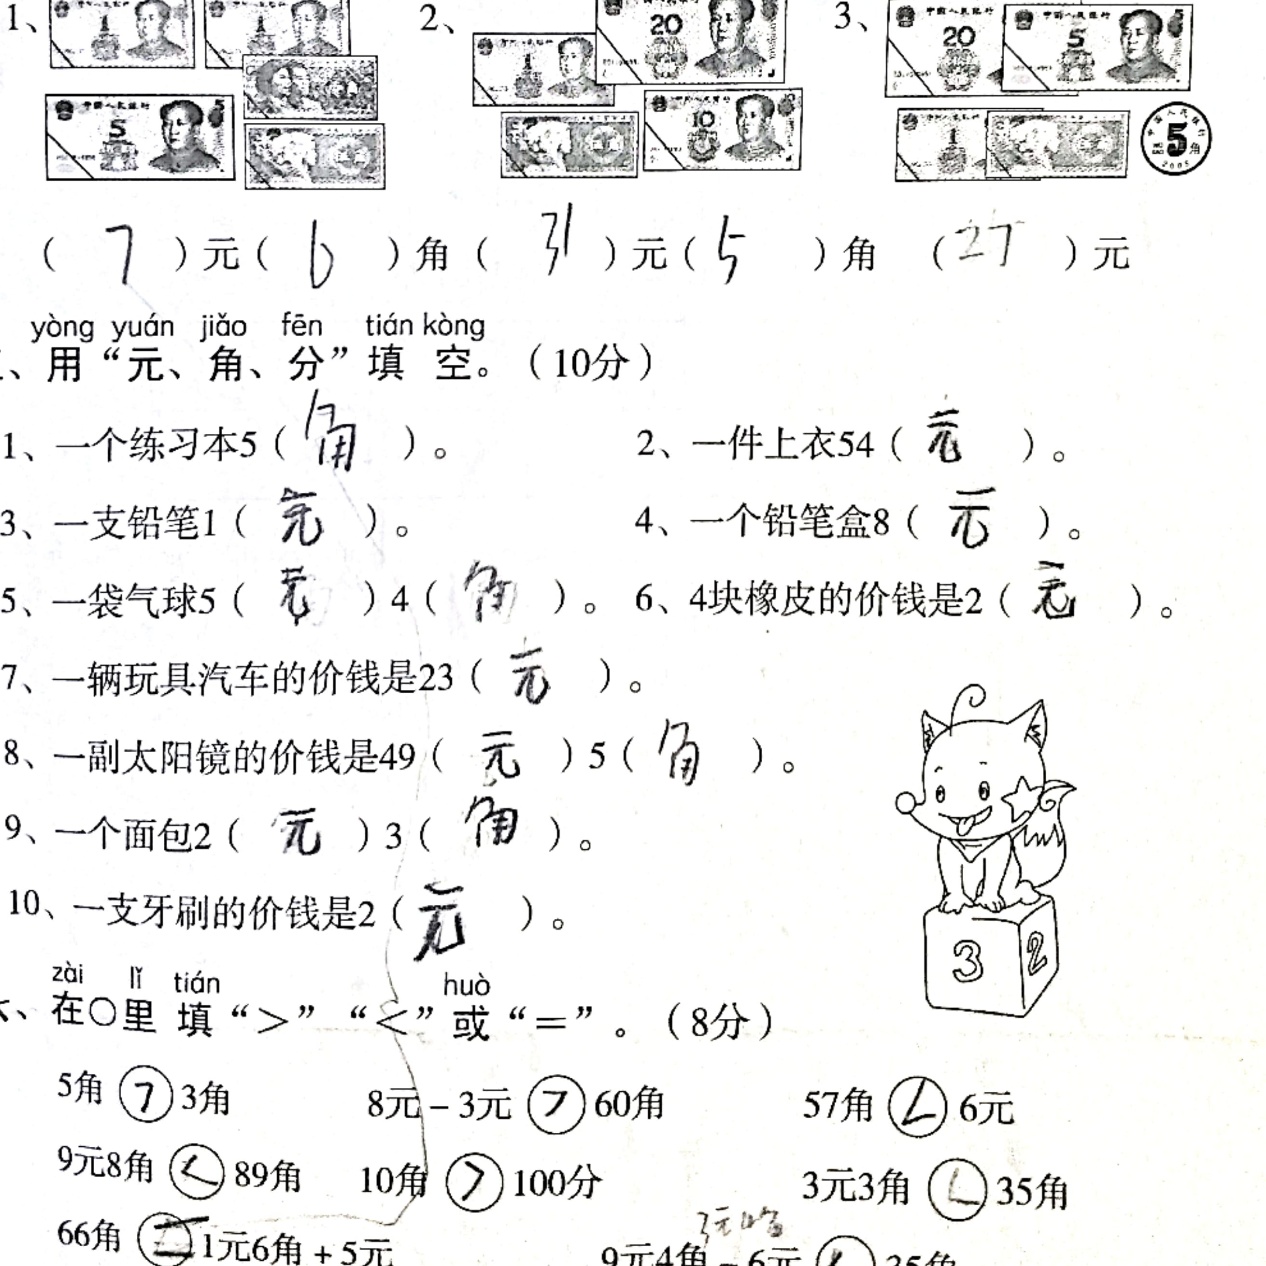 1、 2、 3、
1 1 20 20 5
5 1 10 1 5角
2005
( 7 )元( 6 )角( 31 )元( 5 )角 ( 27 )元
yòng yuán jiǎo fēn tián kòng
、用“元、角、分”填 空。(10分)
1、一个练习本5( 角 )。 2、一件上衣54( 元 )。
3、一支铅笔1( 元 )。 4、一个铅笔盒8( 元 )。
5、一袋气球5( 元 )4( 角 )。 6、4块橡皮的价钱是2( 元 )。
7、一辆玩具汽车的价钱是23( 元 )。
8、一副太阳镜的价钱是49( 元 )5( 角 )。
9、一个面包2( 元 )3( 角 )。
10、一支牙刷的价钱是2( 元 )。
3 2
zài lǐ tián huò
、在○里 填“>”“<”或“=”。(8分)
5角 > 3角 8元－3元 > 60角 57角 < 6元
9元8角 < 89角 10角 > 100分 3元3角 < 35角
66角 = 1元6角＋5元 9元4角－6元 < 35角